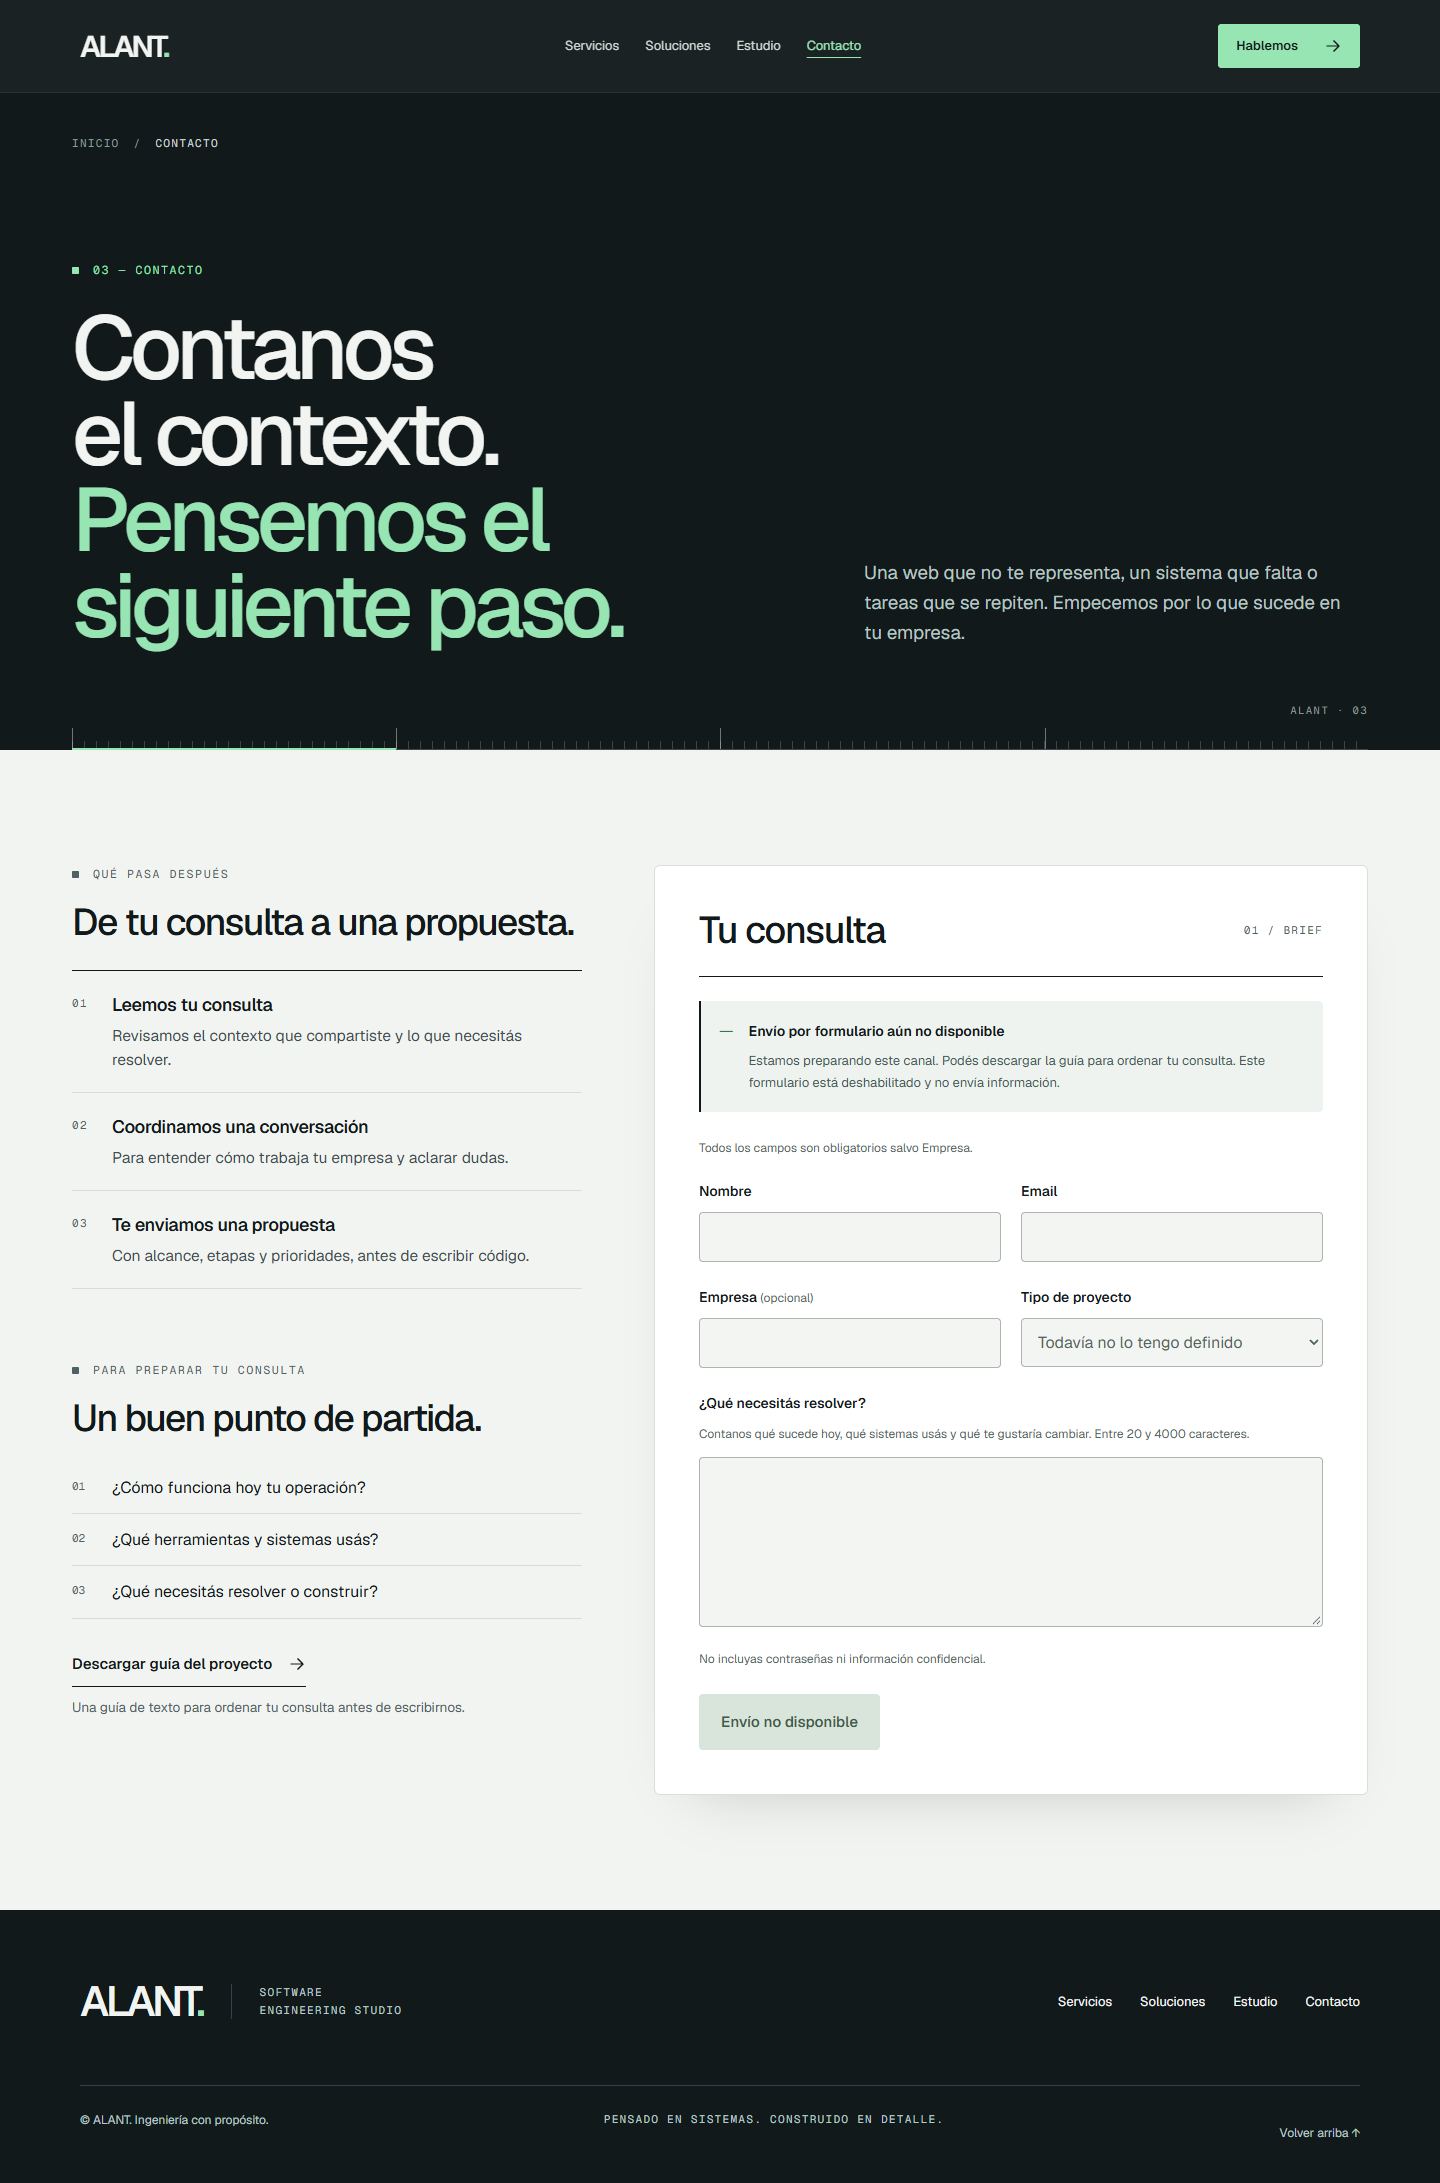 ALANT.
Servicios
Soluciones
Estudio
Contacto
Hablemos →
INICIO / CONTACTO
03 — CONTACTO
Contanos
el contexto.
Pensemos el
siguiente paso.
Una web que no te representa, un sistema que falta o
tareas que se repiten. Empecemos por lo que sucede en
tu empresa.
ALANT · 03
QUÉ PASA DESPUÉS
De tu consulta a una propuesta.
01 Leemos tu consulta
Revisamos el contexto que compartiste y lo que necesitás
resolver.
02 Coordinamos una conversación
Para entender cómo trabaja tu empresa y aclarar dudas.
03 Te enviamos una propuesta
Con alcance, etapas y prioridades, antes de escribir código.
PARA PREPARAR TU CONSULTA
Un buen punto de partida.
01 ¿Cómo funciona hoy tu operación?
02 ¿Qué herramientas y sistemas usás?
03 ¿Qué necesitás resolver o construir?
Descargar guía del proyecto →
Una guía de texto para ordenar tu consulta antes de escribirnos.
Tu consulta
01 / BRIEF
— Envío por formulario aún no disponible
Estamos preparando este canal. Podés descargar la guía para ordenar tu consulta. Este
formulario está deshabilitado y no envía información.
Todos los campos son obligatorios salvo Empresa.
Nombre
Email
Empresa (opcional)
Tipo de proyecto
Todavía no lo tengo definido
¿Qué necesitás resolver?
Contanos qué sucede hoy, qué sistemas usás y qué te gustaría cambiar. Entre 20 y 4000 caracteres.
No incluyas contraseñas ni información confidencial.
Envío no disponible
ALANT.
SOFTWARE
ENGINEERING STUDIO
Servicios
Soluciones
Estudio
Contacto
© ALANT. Ingeniería con propósito.
PENSADO EN SISTEMAS. CONSTRUIDO EN DETALLE.
Volver arriba ↑